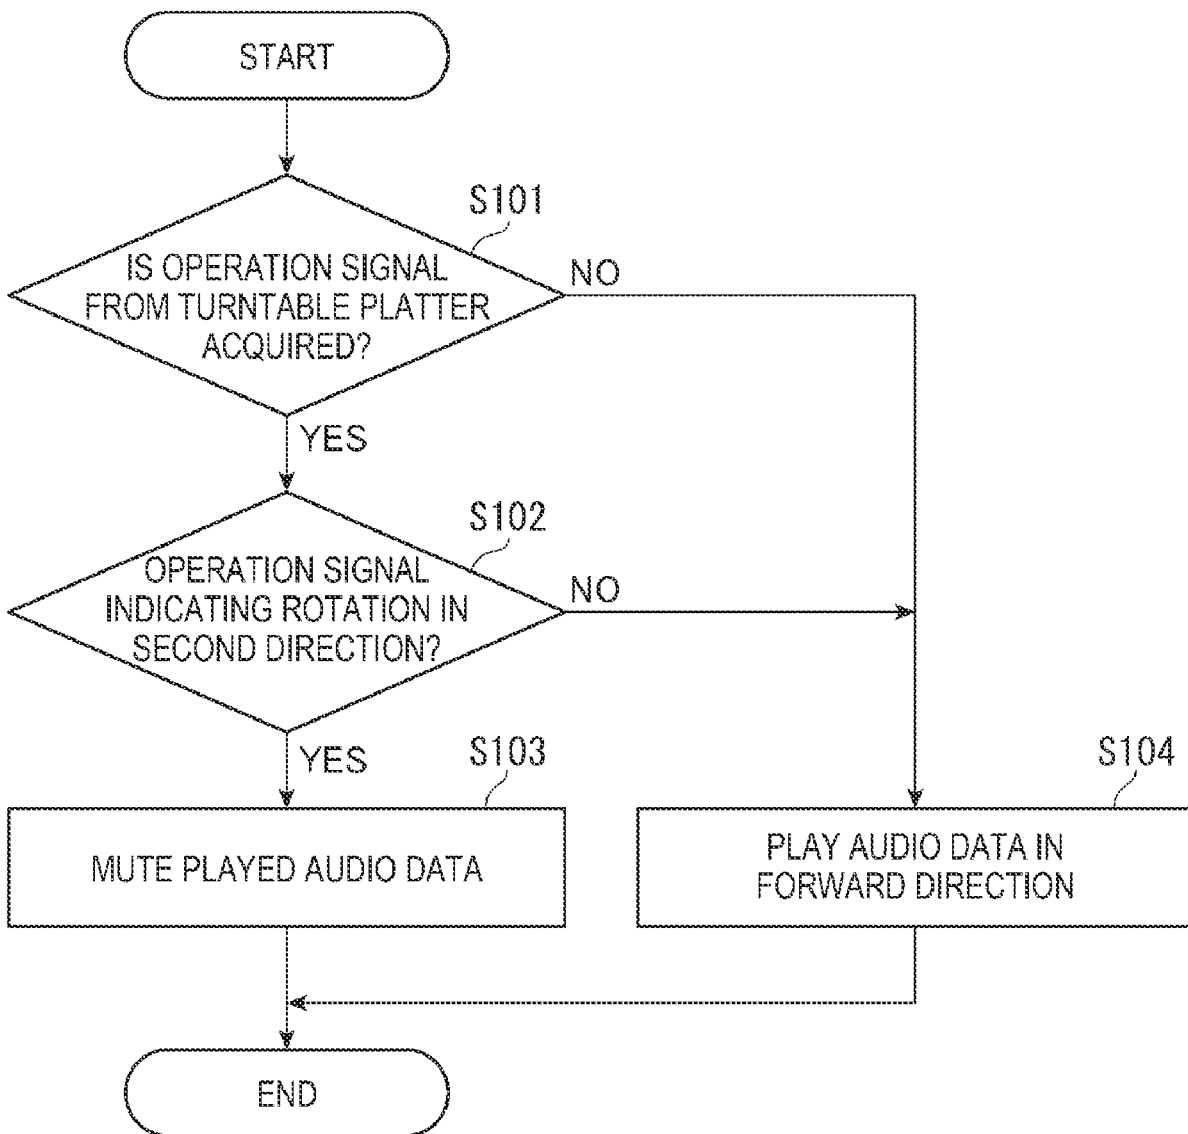 START
S101
IS OPERATION SIGNAL
FROM TURNTABLE PLATTER
ACQUIRED?
NO
YES
S102
OPERATION SIGNAL
INDICATING ROTATION IN
SECOND DIRECTION?
NO
YES
S103
MUTE PLAYED AUDIO DATA
S104
PLAY AUDIO DATA IN
FORWARD DIRECTION
END